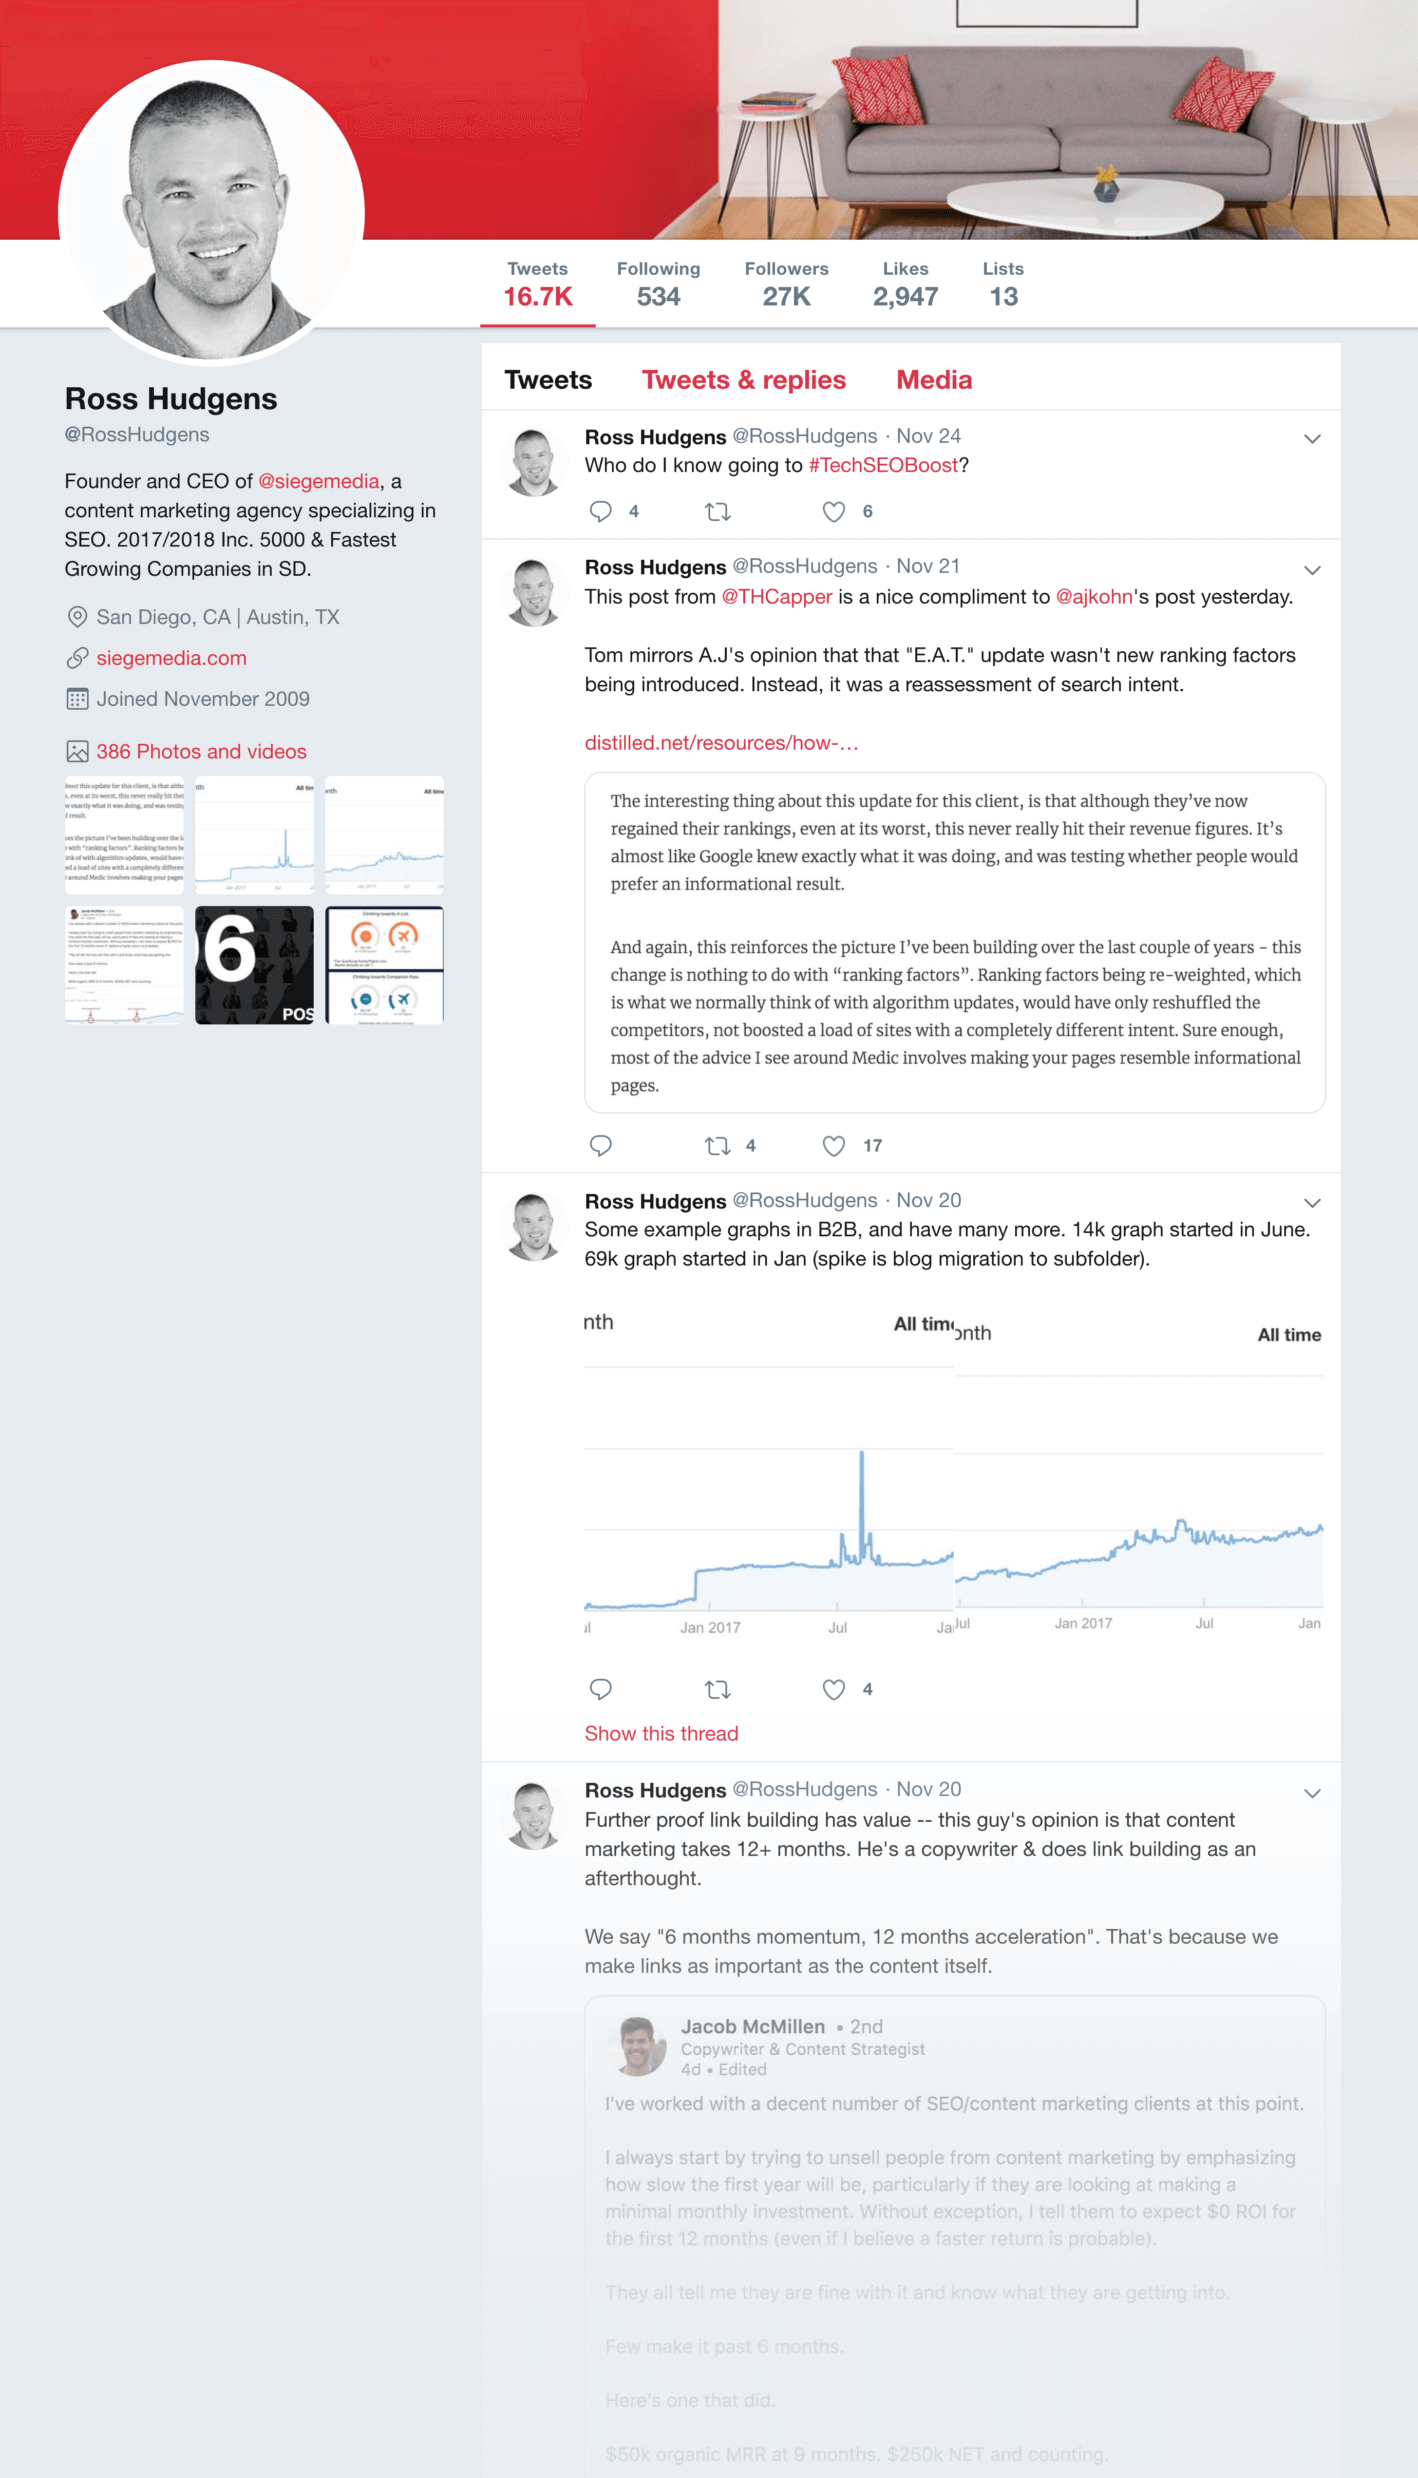 Tweets
16.7K
Following
534
Followers
27K
Likes
2,947
Lists
13
Ross Hudgens
@RossHudgens
Founder and CEO of @siegemedia, a
content marketing agency specializing in
SEO. 2017/2018 Inc. 5000 & Fastest
Growing Companies in SD.
San Diego, CA | Austin, TX
siegemedia.com
Joined November 2009
386 Photos and videos
6
POS
Tweets
Tweets & replies
Media
Ross Hudgens @RossHudgens · Nov 24
Who do I know going to #TechSEOBoost?
4 6
Ross Hudgens @RossHudgens · Nov 21
This post from @THCapper is a nice compliment to @ajkohn's post yesterday.
Tom mirrors A.J's opinion that that "E.A.T." update wasn't new ranking factors
being introduced. Instead, it was a reassessment of search intent.
distilled.net/resources/how-…
The interesting thing about this update for this client, is that although they've now
regained their rankings, even at its worst, this never really hit their revenue figures. It's
almost like Google knew exactly what it was doing, and was testing whether people would
prefer an informational result.
And again, this reinforces the picture I've been building over the last couple of years - this
change is nothing to do with "ranking factors". Ranking factors being re-weighted, which
is what we normally think of with algorithm updates, would have only reshuffled the
competitors, not boosted a load of sites with a completely different intent. Sure enough,
most of the advice I see around Medic involves making your pages resemble informational
pages.
4 17
Ross Hudgens @RossHudgens · Nov 20
Some example graphs in B2B, and have many more. 14k graph started in June.
69k graph started in Jan (spike is blog migration to subfolder).
nth
All time
onth
All time
Jan 2017
Jul
Ja
Jul
Jan 2017
Jul
Jan
4
Show this thread
Ross Hudgens @RossHudgens · Nov 20
Further proof link building has value -- this guy's opinion is that content
marketing takes 12+ months. He's a copywriter & does link building as an
afterthought.
We say "6 months momentum, 12 months acceleration". That's because we
make links as important as the content itself.
Jacob McMillen • 2nd
Copywriter & Content Strategist
4d • Edited
I've worked with a decent number of SEO/content marketing clients at this point.
I always start by trying to unsell people from content marketing by emphasizing
how slow the first year will be, particularly if they are looking at making a
minimal monthly investment. Without exception, I tell them to expect $0 ROI for
the first 12 months (even if I believe a faster return is probable).
They all tell me they are fine with it and know what they are getting into.
Few make it past 6 months.
Here's one that did.
$50k organic MRR at 9 months. $250k NET and counting.